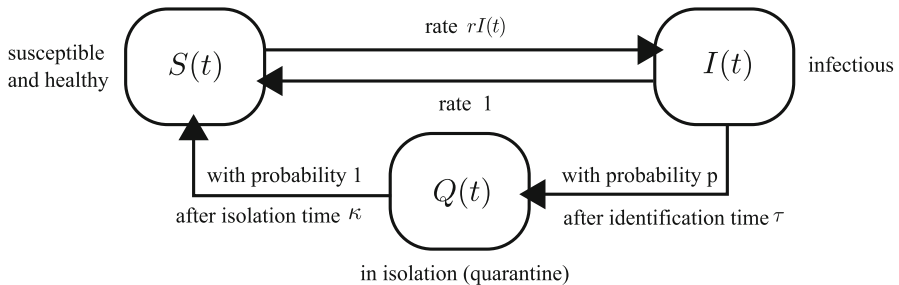 rate rI(t)
susceptible
and healthy
S(t)
I(t)
infectious
rate 1
with probability 1
after isolation time κ
Q(t)
with probability p
after identification time τ
in isolation (quarantine)